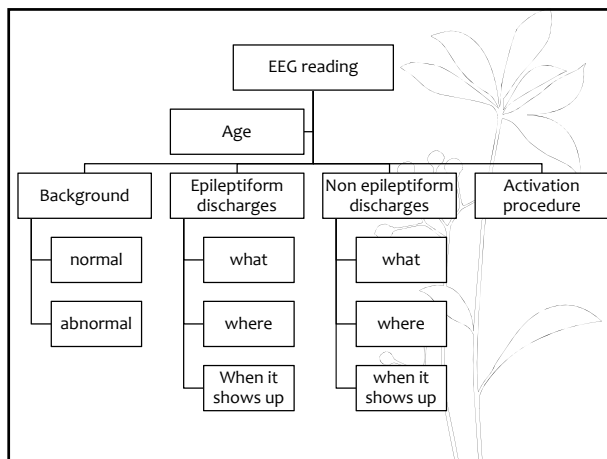 EEG reading
Age
Background
Epileptiform
discharges
Non epileptiform
discharges
Activation
procedure
normal
what
what
abnormal
where
where
When it
shows up
when it
shows up